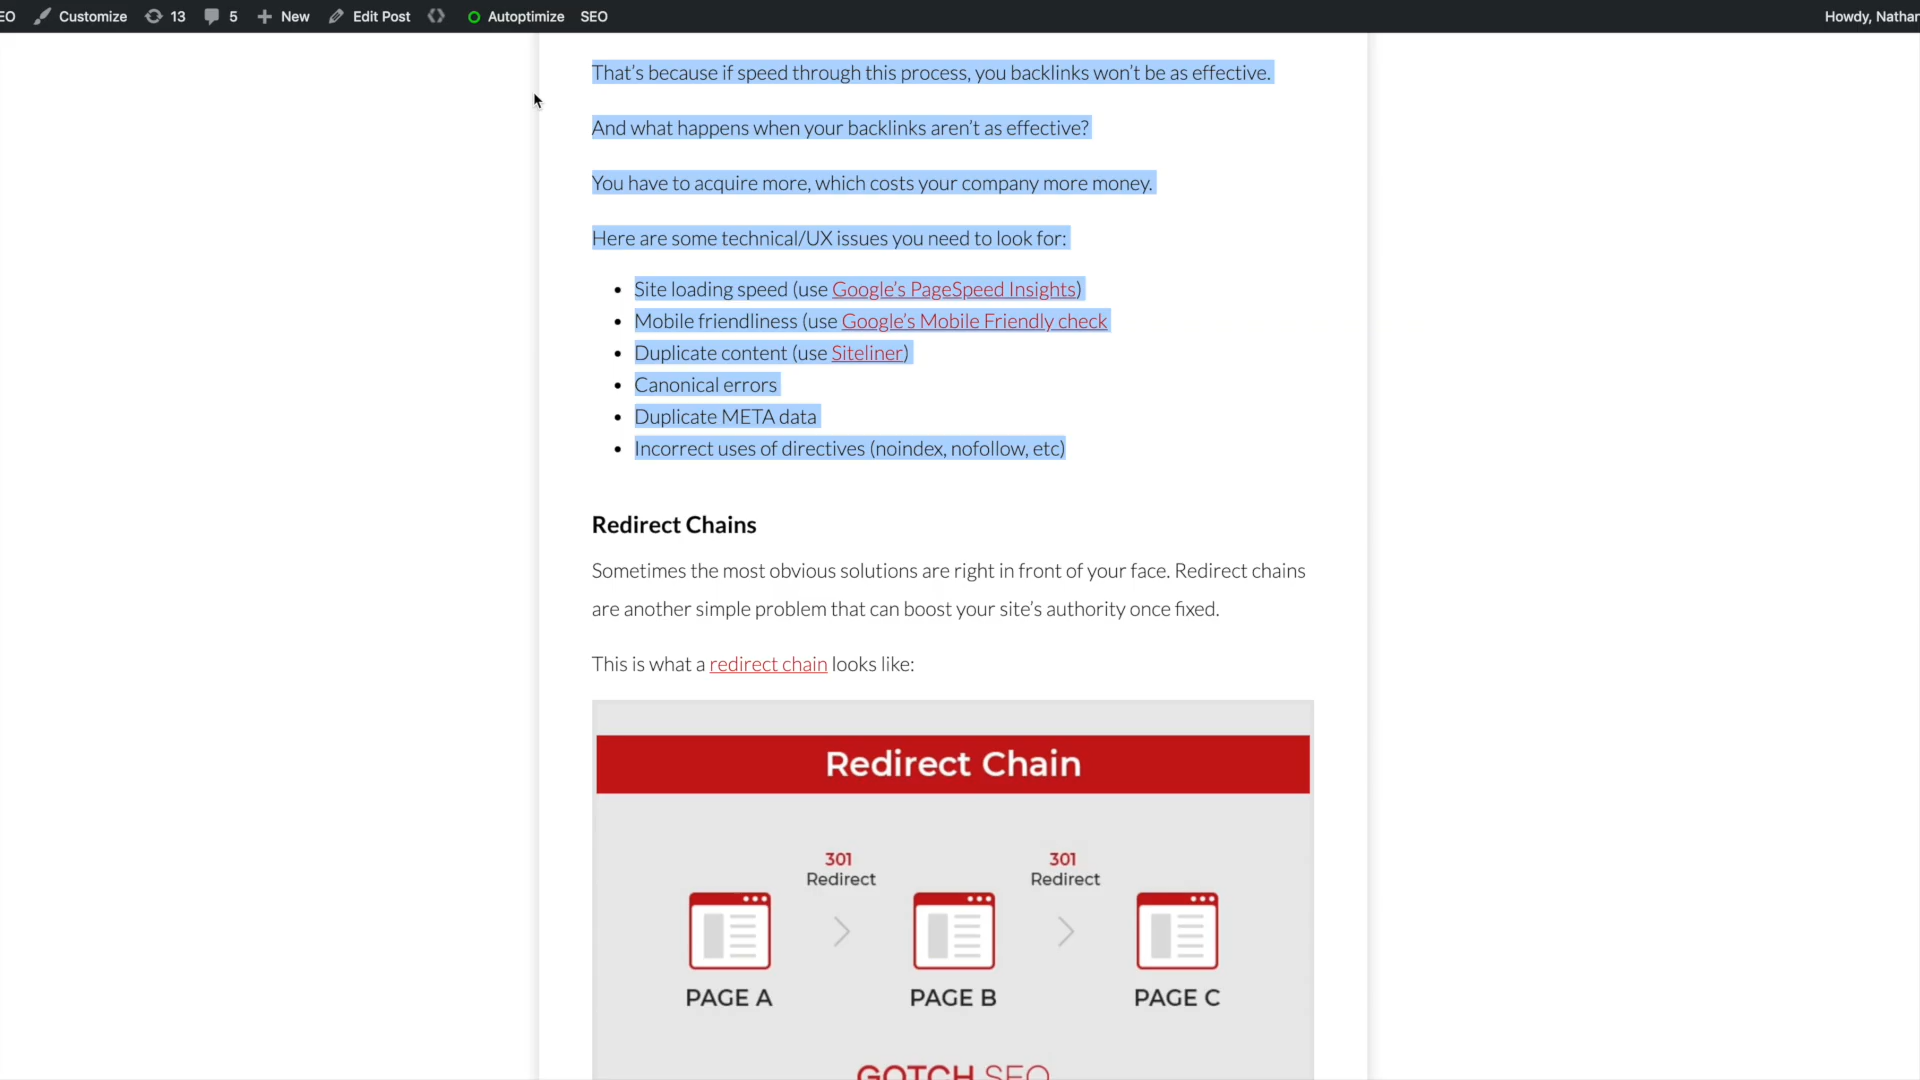 EO Customize 13 5 New Edit Post Autoptimize SEO Howdy, Nathan
That’s because if speed through this process, you backlinks won’t be as effective.
And what happens when your backlinks aren’t as effective?
You have to acquire more, which costs your company more money.
Here are some technical/UX issues you need to look for:
• Site loading speed (use Google’s PageSpeed Insights)
• Mobile friendliness (use Google’s Mobile Friendly check
• Duplicate content (use Siteliner)
• Canonical errors
• Duplicate META data
• Incorrect uses of directives (noindex, nofollow, etc)
Redirect Chains
Sometimes the most obvious solutions are right in front of your face. Redirect chains
are another simple problem that can boost your site’s authority once fixed.
This is what a redirect chain looks like:
Redirect Chain
301 301
Redirect Redirect
PAGE A PAGE B PAGE C
GOTCH SEO